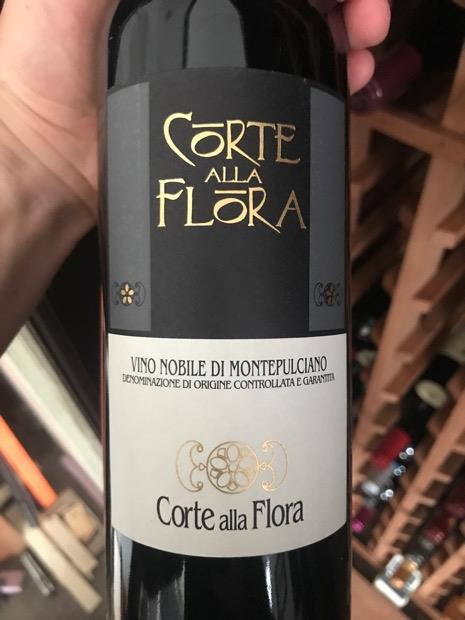 CORTE
ALLA
FLORA
VINO NOBILE DI MONTEPULCIANO
DENOMINAZIONE DI ORIGINE CONTROLLATA E GARANTITA
Corte alla Flora